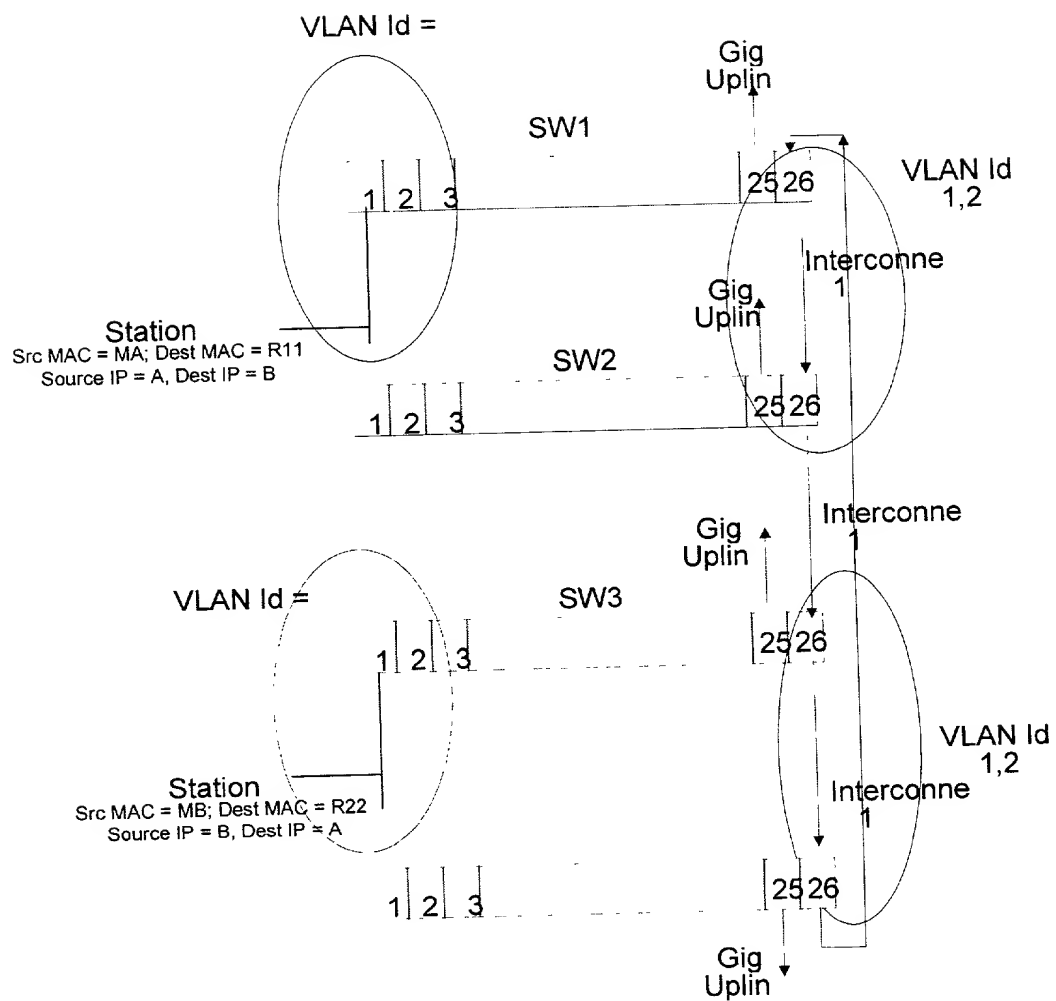 VLAN Id =
Gig
Uplin
SW1
1 2 3
25 26
VLAN Id
1,2
Interconne
1
Gig
Uplin
Station
Src MAC = MA; Dest MAC = R11
Source IP = A, Dest IP = B
SW2
1 2 3
25 26
Interconne
1
Gig
Uplin
VLAN Id =
SW3
1 2 3
25 26
VLAN Id
1,2
Interconne
1
Station
Src MAC = MB; Dest MAC = R22
Source IP = B, Dest IP = A
1 2 3
25 26
Gig
Uplin